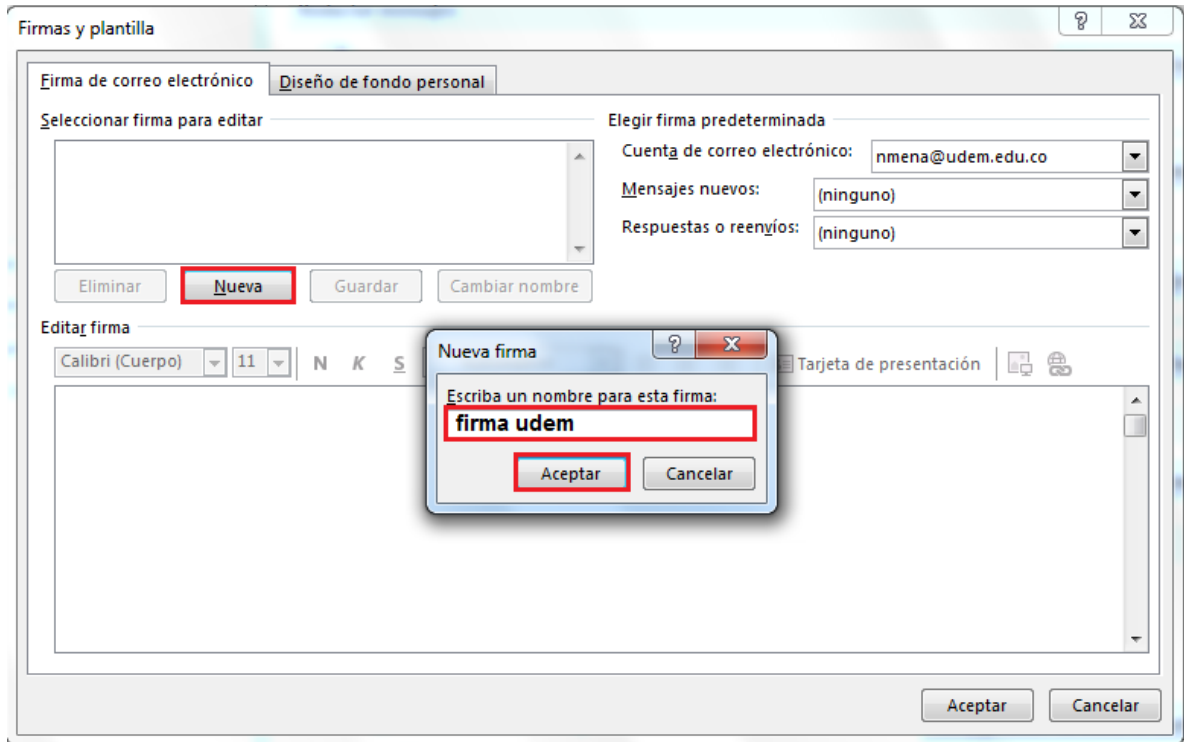 Firmas y plantilla
Firma de correo electrónico Diseño de fondo personal
Seleccionar firma para editar
Elegir firma predeterminada
Cuenta de correo electrónico: nmena@udem.edu.co
Mensajes nuevos: (ninguno)
Respuestas o reenvíos: (ninguno)
Eliminar Nueva Guardar Cambiar nombre
Editar firma
Calibri (Cuerpo) 11 N K S Tarjeta de presentación
Nueva firma
Escriba un nombre para esta firma:
firma udem
Aceptar Cancelar
Aceptar Cancelar